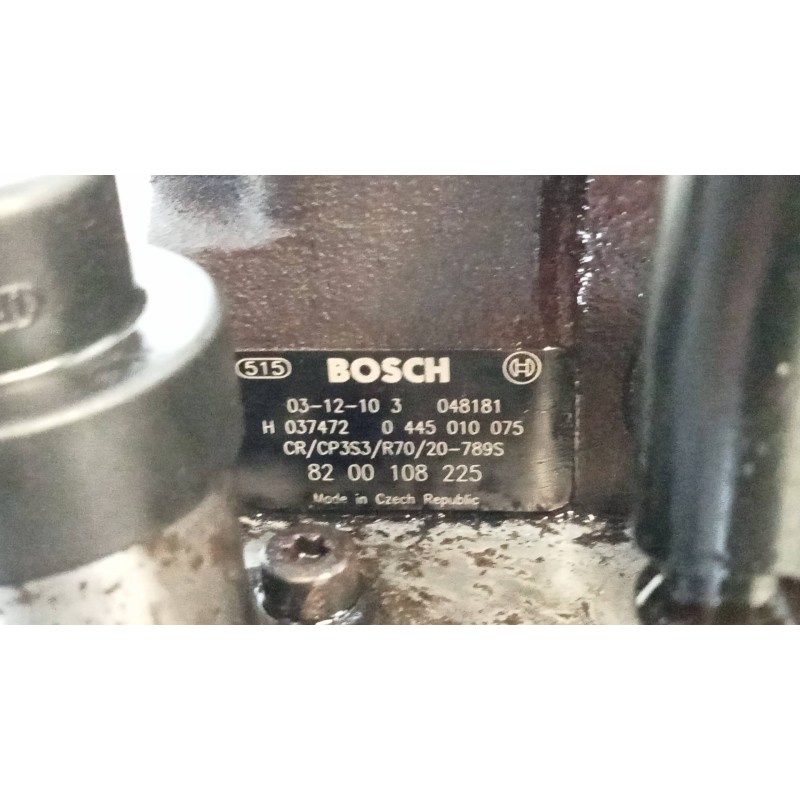 515 BOSCH H
03-12-10 3 048181
H 037472 0 445 010 075
CR/CP3S3/R70/20-789S
82 00 108 225
Made in Czech Republic